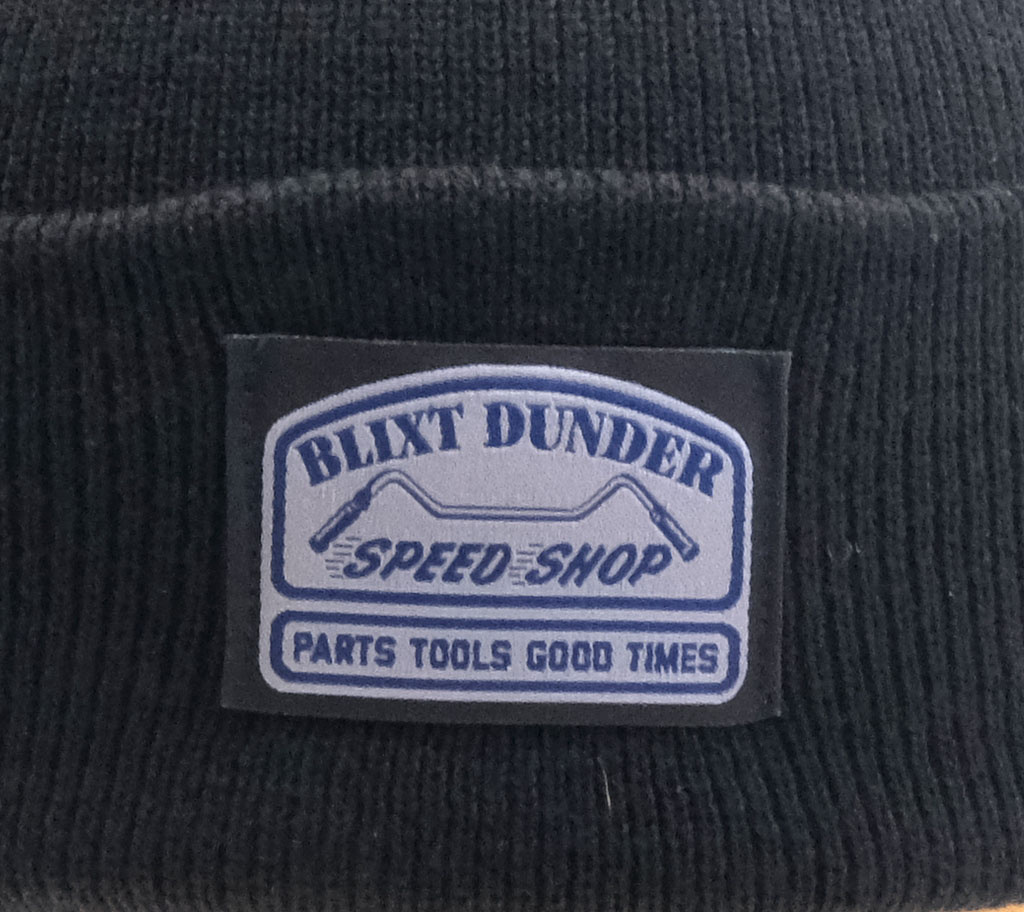 BLIXT DUNDER
SPEED SHOP
PARTS TOOLS GOOD TIMES